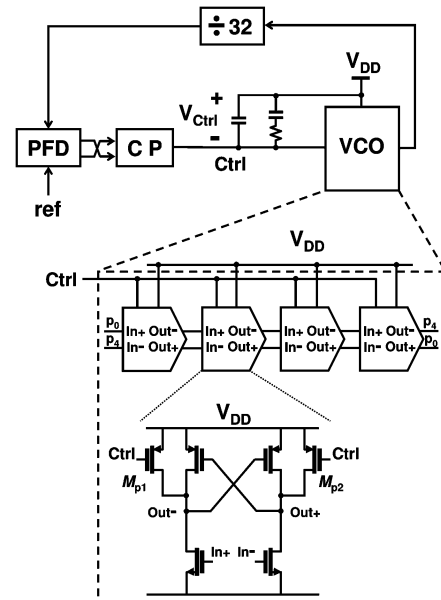 ÷ 32
V_DD
+
V_Ctrl
-
PFD
C P
VCO
Ctrl
ref
V_DD
Ctrl
p_0 In+ Out- In+ Out- In+ Out- In+ Out- p_4
p_4 In- Out+ In- Out+ In- Out+ In- Out+ p_0
V_DD
Ctrl Ctrl
M_p1 M_p2
Out- Out+
In+ In-